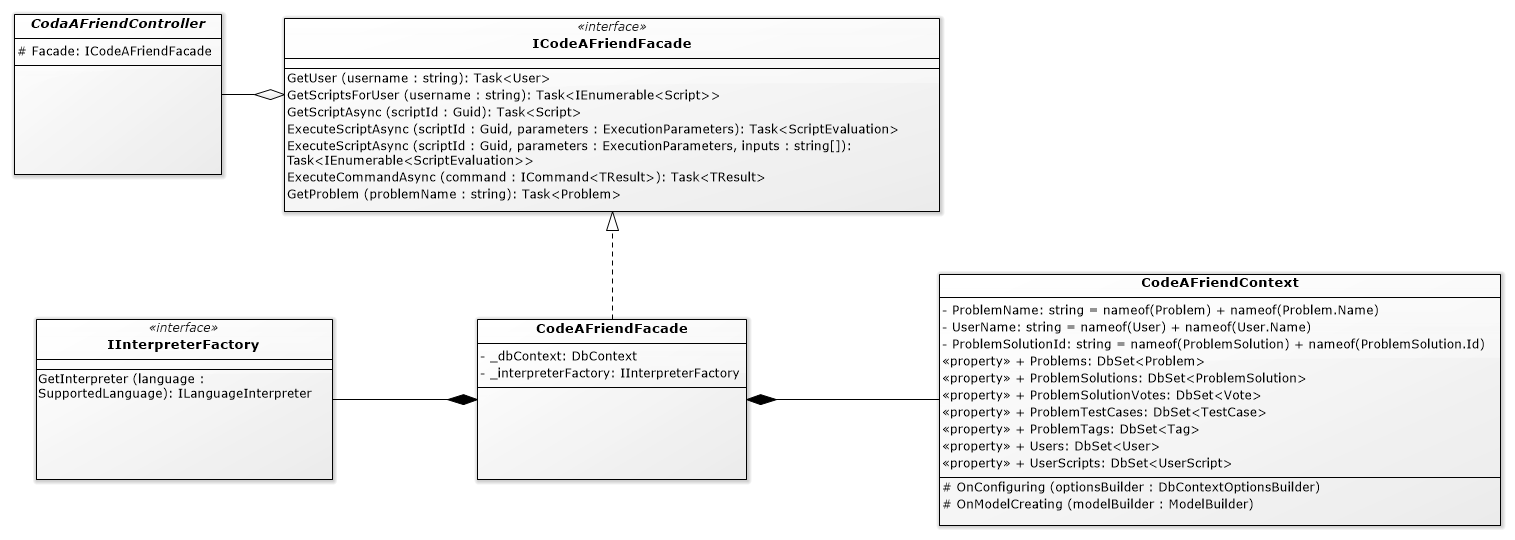 CodaAFriendController
# Facade: ICodeAFriendFacade
«interface»
ICodeAFriendFacade
GetUser (username : string): Task<User>
GetScriptsForUser (username : string): Task<IEnumerable<Script>>
GetScriptAsync (scriptId : Guid): Task<Script>
ExecuteScriptAsync (scriptId : Guid, parameters : ExecutionParameters): Task<ScriptEvaluation>
ExecuteScriptAsync (scriptId : Guid, parameters : ExecutionParameters, inputs : string[]):
Task<IEnumerable<ScriptEvaluation>>
ExecuteCommandAsync (command : ICommand<TResult>): Task<TResult>
GetProblem (problemName : string): Task<Problem>
«interface»
IInterpreterFactory
GetInterpreter (language :
SupportedLanguage): ILanguageInterpreter
CodeAFriendFacade
- _dbContext: DbContext
- _interpreterFactory: IInterpreterFactory
CodeAFriendContext
- ProblemName: string = nameof(Problem) + nameof(Problem.Name)
- UserName: string = nameof(User) + nameof(User.Name)
- ProblemSolutionId: string = nameof(ProblemSolution) + nameof(ProblemSolution.Id)
«property» + Problems: DbSet<Problem>
«property» + ProblemSolutions: DbSet<ProblemSolution>
«property» + ProblemSolutionVotes: DbSet<Vote>
«property» + ProblemTestCases: DbSet<TestCase>
«property» + ProblemTags: DbSet<Tag>
«property» + Users: DbSet<User>
«property» + UserScripts: DbSet<UserScript>
# OnConfiguring (optionsBuilder : DbContextOptionsBuilder)
# OnModelCreating (modelBuilder : ModelBuilder)